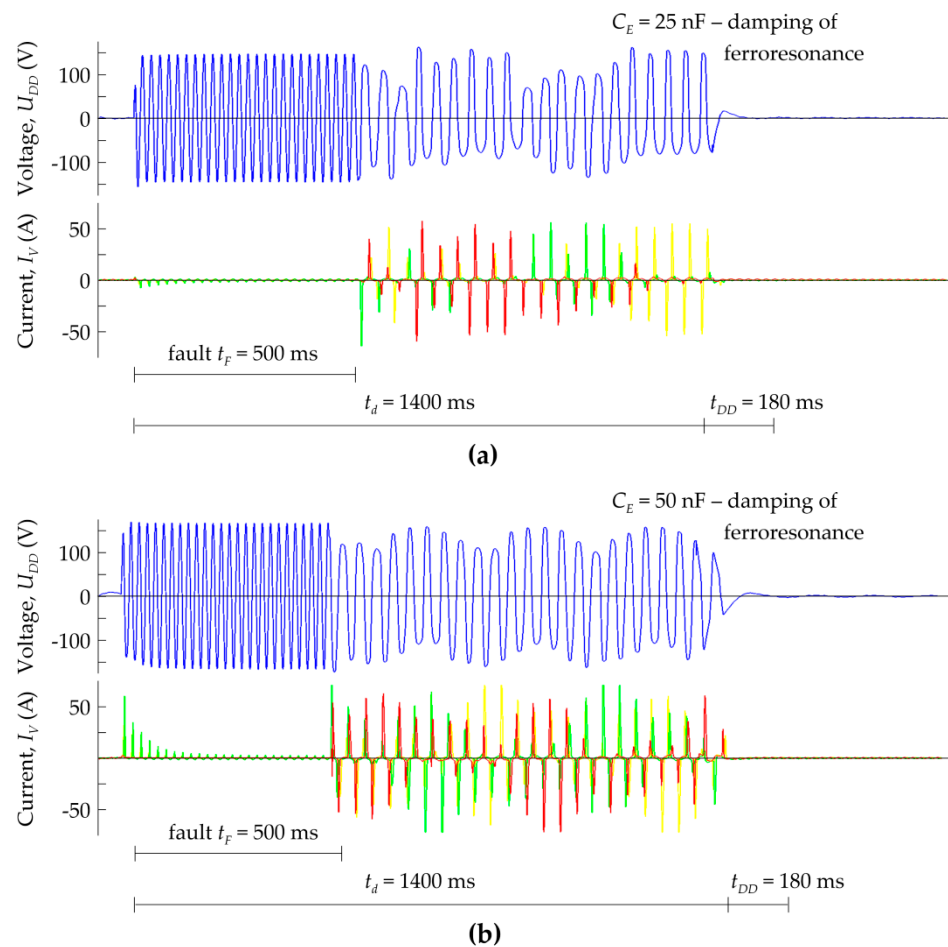 C_E = 25 nF – damping of
ferroresonance
Voltage, U_DD (V)
100
0
-100
Current, I_V (A)
50
0
-50
fault t_F = 500 ms
t_d = 1400 ms
t_DD = 180 ms
(a)
C_E = 50 nF – damping of
ferroresonance
Voltage, U_DD (V)
100
0
-100
Current, I_V (A)
50
0
-50
fault t_F = 500 ms
t_d = 1400 ms
t_DD = 180 ms
(b)